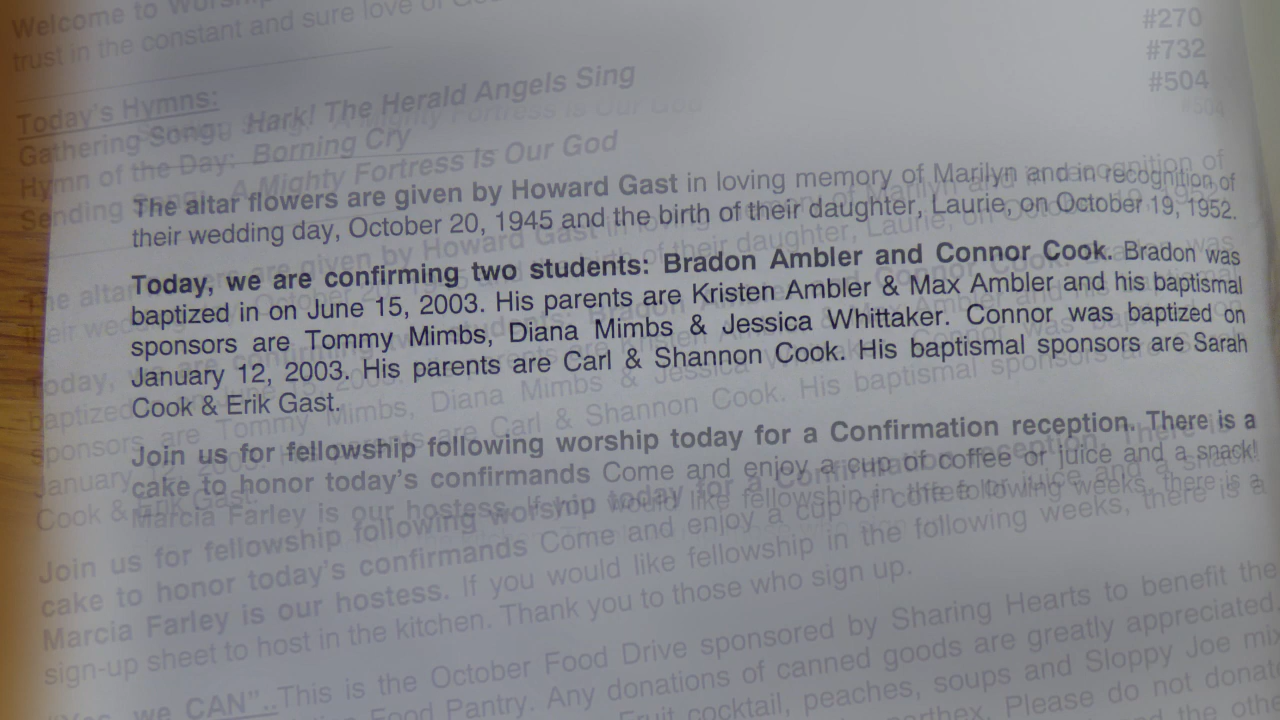 Welcome to Worship
trust in the constant and sure love of
#270
#732
#504
Today's Hymns:
Gathering Song: Hark! The Herald Angels Sing
Hymn of the Day: Borning Cry
Sending Song: A Mighty Fortress Is Our God
The altar flowers are given by Howard Gast in loving memory of Marilyn and in recognition of
their wedding day, October 20, 1945 and the birth of their daughter, Laurie, on October 19, 1952.
Today, we are confirming two students: Bradon Ambler and Connor Cook. Bradon was
baptized in on June 15, 2003. His parents are Kristen Ambler & Max Ambler and his baptismal
sponsors are Tommy Mimbs, Diana Mimbs & Jessica Whittaker. Connor was baptized on
January 12, 2003. His parents are Carl & Shannon Cook. His baptismal sponsors are Sarah
Cook & Erik Gast.
Join us for fellowship following worship today for a Confirmation reception. There is a
cake to honor today's confirmands Come and enjoy a cup of coffee or juice and a snack!
Marcia Farley is our hostess. If you would like fellowship in the following weeks, there is a
sign-up sheet to host in the kitchen. Thank you to those who sign up.
we CAN".. This is the October Food Drive sponsored by Sharing Hearts to benefit the
Food Pantry. Any donations of canned goods are greatly appreciated.
Fruit cocktail, peaches, soups and Sloppy Joe mix
Please do not donate